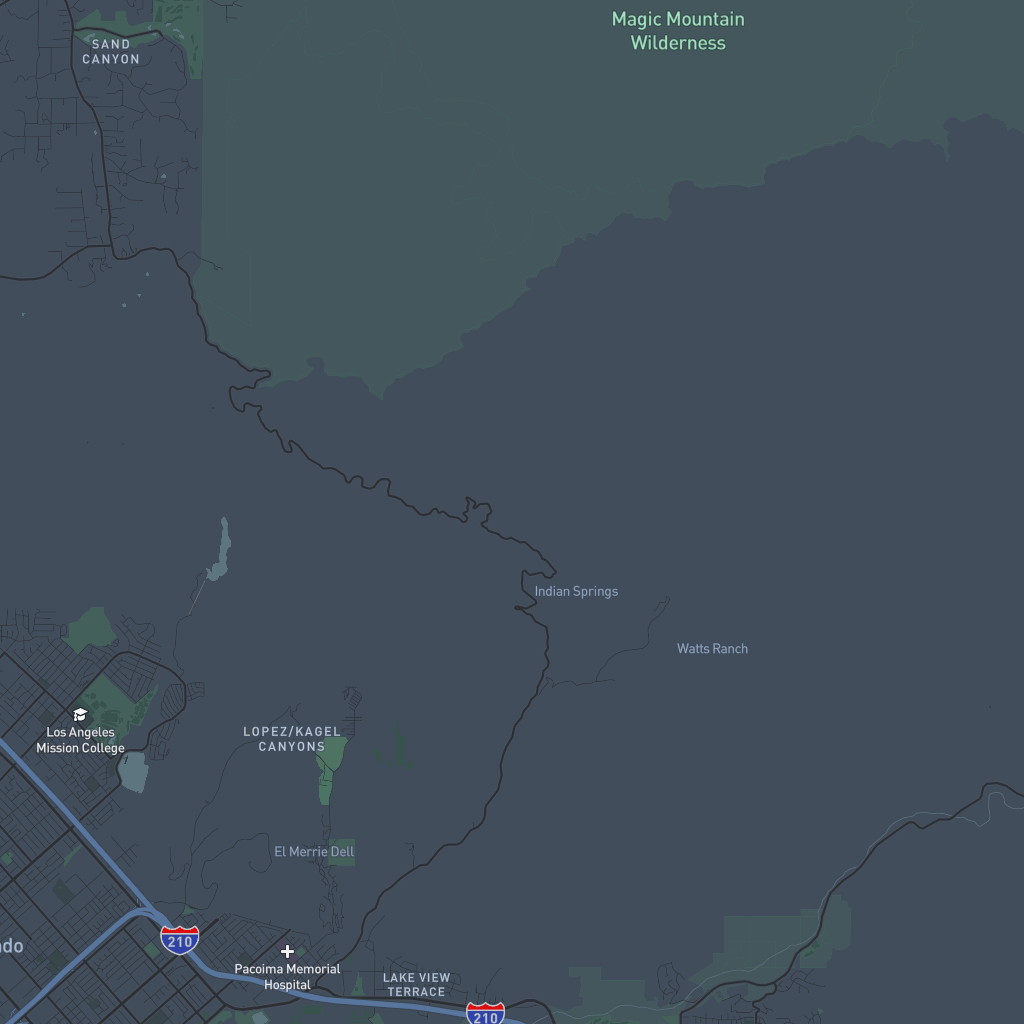 Magic Mountain
Wilderness
SAND
CANYON
Indian Springs
Watts Ranch
Los Angeles
Mission College
LOPEZ/KAGEL
CANYONS
El Merrie Dell
210
Pacoima Memorial
Hospital
LAKE VIEW
TERRACE
210